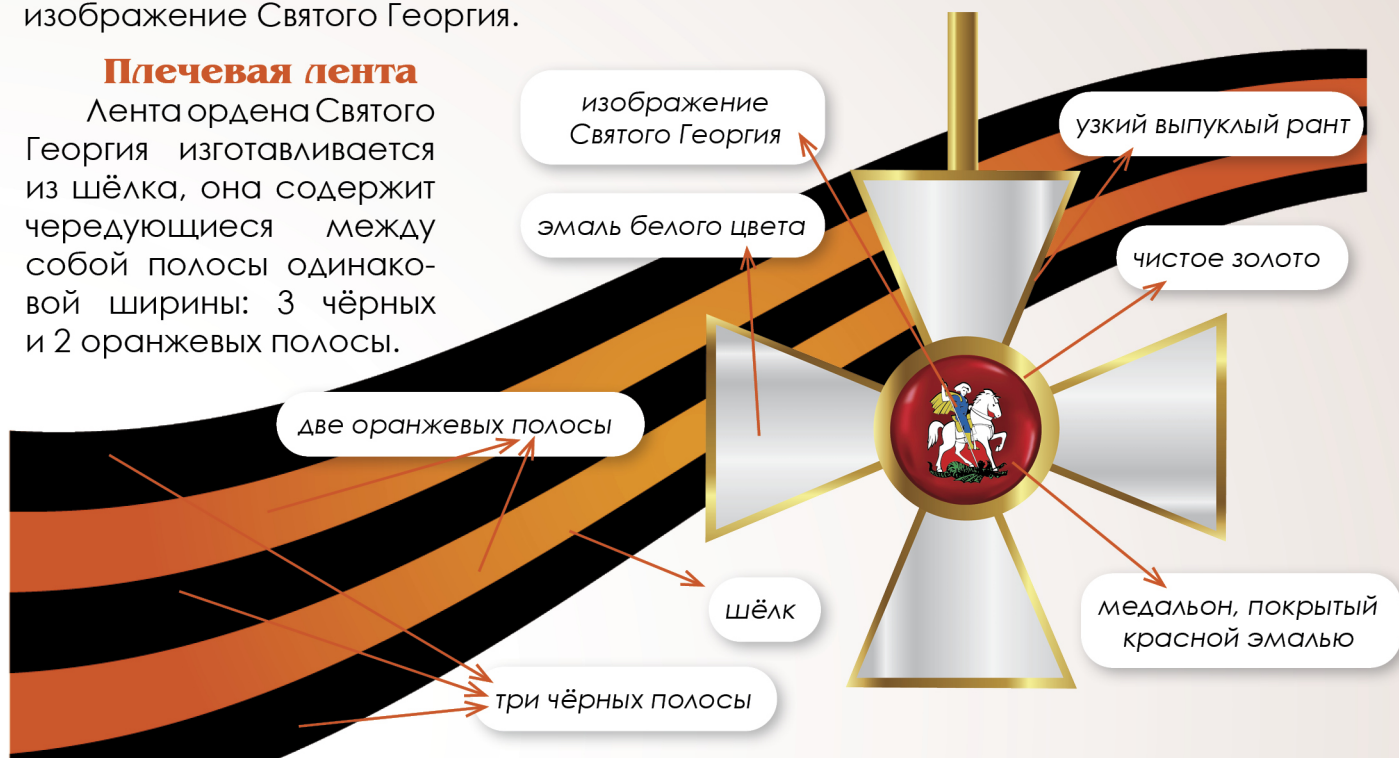 изображение Святого Георгия.
Плечевая лента
Лента ордена Святого
Георгия изготавливается
из шёлка, она содержит
чередующиеся между
собой полосы одинако-
вой ширины: 3 чёрных
и 2 оранжевых полосы.
изображение
Святого Георгия
эмаль белого цвета
узкий выпуклый рант
чистое золото
две оранжевых полосы
шёлк
медальон, покрытый
красной эмалью
три чёрных полосы